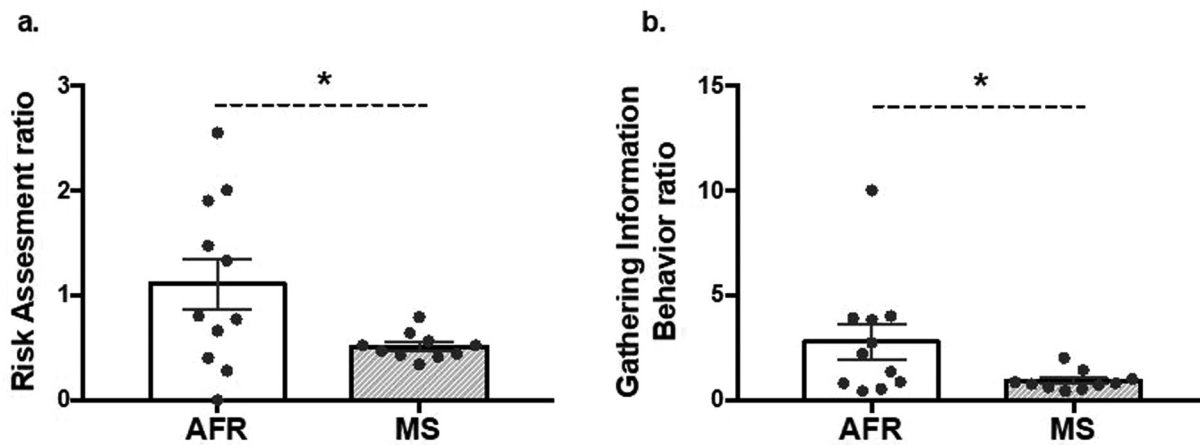 a.
Risk Assesment ratio
3
2
1
0
*
AFR
MS
b.
Gathering Information
Behavior ratio
15
10
5
0
*
AFR
MS